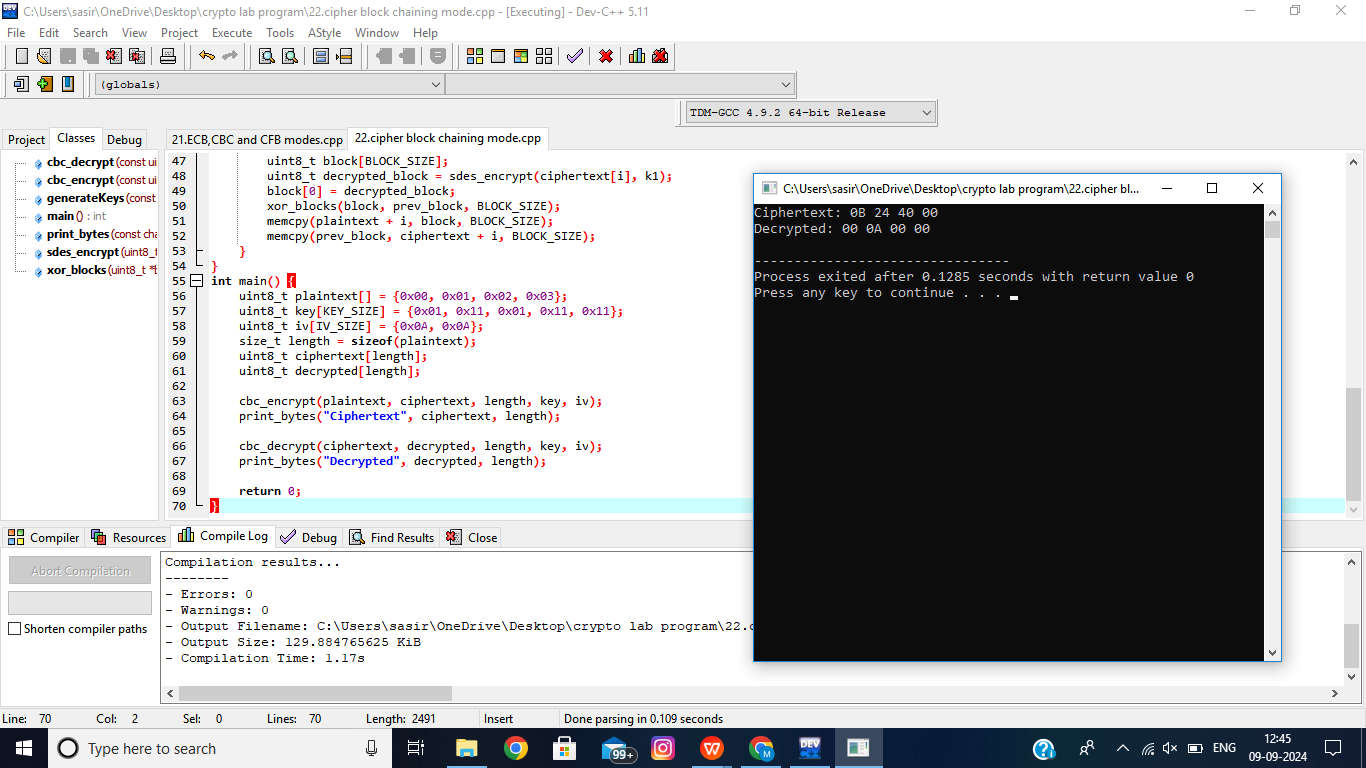 C:\Users\sasir\OneDrive\Desktop\crypto lab program\22.cipher block chaining mode.cpp - [Executing] - Dev-C++ 5.11
File Edit Search View Project Execute Tools AStyle Window Help
(globals)
TDM-GCC 4.9.2 64-bit Release
Project Classes Debug
21.ECB,CBC and CFB modes.cpp 22.cipher block chaining mode.cpp
cbc_decrypt (const ui
cbc_encrypt (const ui
generateKeys (const
main () : int
print_bytes (const cha
sdes_encrypt (uint8_t
xor_blocks (uint8_t *b
47 uint8_t block[BLOCK_SIZE];
48 uint8_t decrypted_block = sdes_encrypt(ciphertext[i], k1);
49 block[0] = decrypted_block;
50 xor_blocks(block, prev_block, BLOCK_SIZE);
51 memcpy(plaintext + i, block, BLOCK_SIZE);
52 memcpy(prev_block, ciphertext + i, BLOCK_SIZE);
53 }
54 }
55 int main() {
56 uint8_t plaintext[] = {0x00, 0x01, 0x02, 0x03};
57 uint8_t key[KEY_SIZE] = {0x01, 0x11, 0x01, 0x11, 0x11};
58 uint8_t iv[IV_SIZE] = {0x0A, 0x0A};
59 size_t length = sizeof(plaintext);
60 uint8_t ciphertext[length];
61 uint8_t decrypted[length];
62
63 cbc_encrypt(plaintext, ciphertext, length, key, iv);
64 print_bytes("Ciphertext", ciphertext, length);
65
66 cbc_decrypt(ciphertext, decrypted, length, key, iv);
67 print_bytes("Decrypted", decrypted, length);
68
69 return 0;
70 }
C:\Users\sasir\OneDrive\Desktop\crypto lab program\22.cipher bl...
Ciphertext: 0B 24 40 00
Decrypted: 00 0A 00 00
--------------------------------
Process exited after 0.1285 seconds with return value 0
Press any key to continue . . .
Compiler Resources Compile Log Debug Find Results Close
Abort Compilation
Shorten compiler paths
Compilation results...
--------
- Errors: 0
- Warnings: 0
- Output Filename: C:\Users\sasir\OneDrive\Desktop\crypto lab program\22.c
- Output Size: 129.884765625 KiB
- Compilation Time: 1.17s
Line: 70 Col: 2 Sel: 0 Lines: 70 Length: 2491 Insert Done parsing in 0.109 seconds
Type here to search
99+
DEV
ENG
12:45
09-09-2024